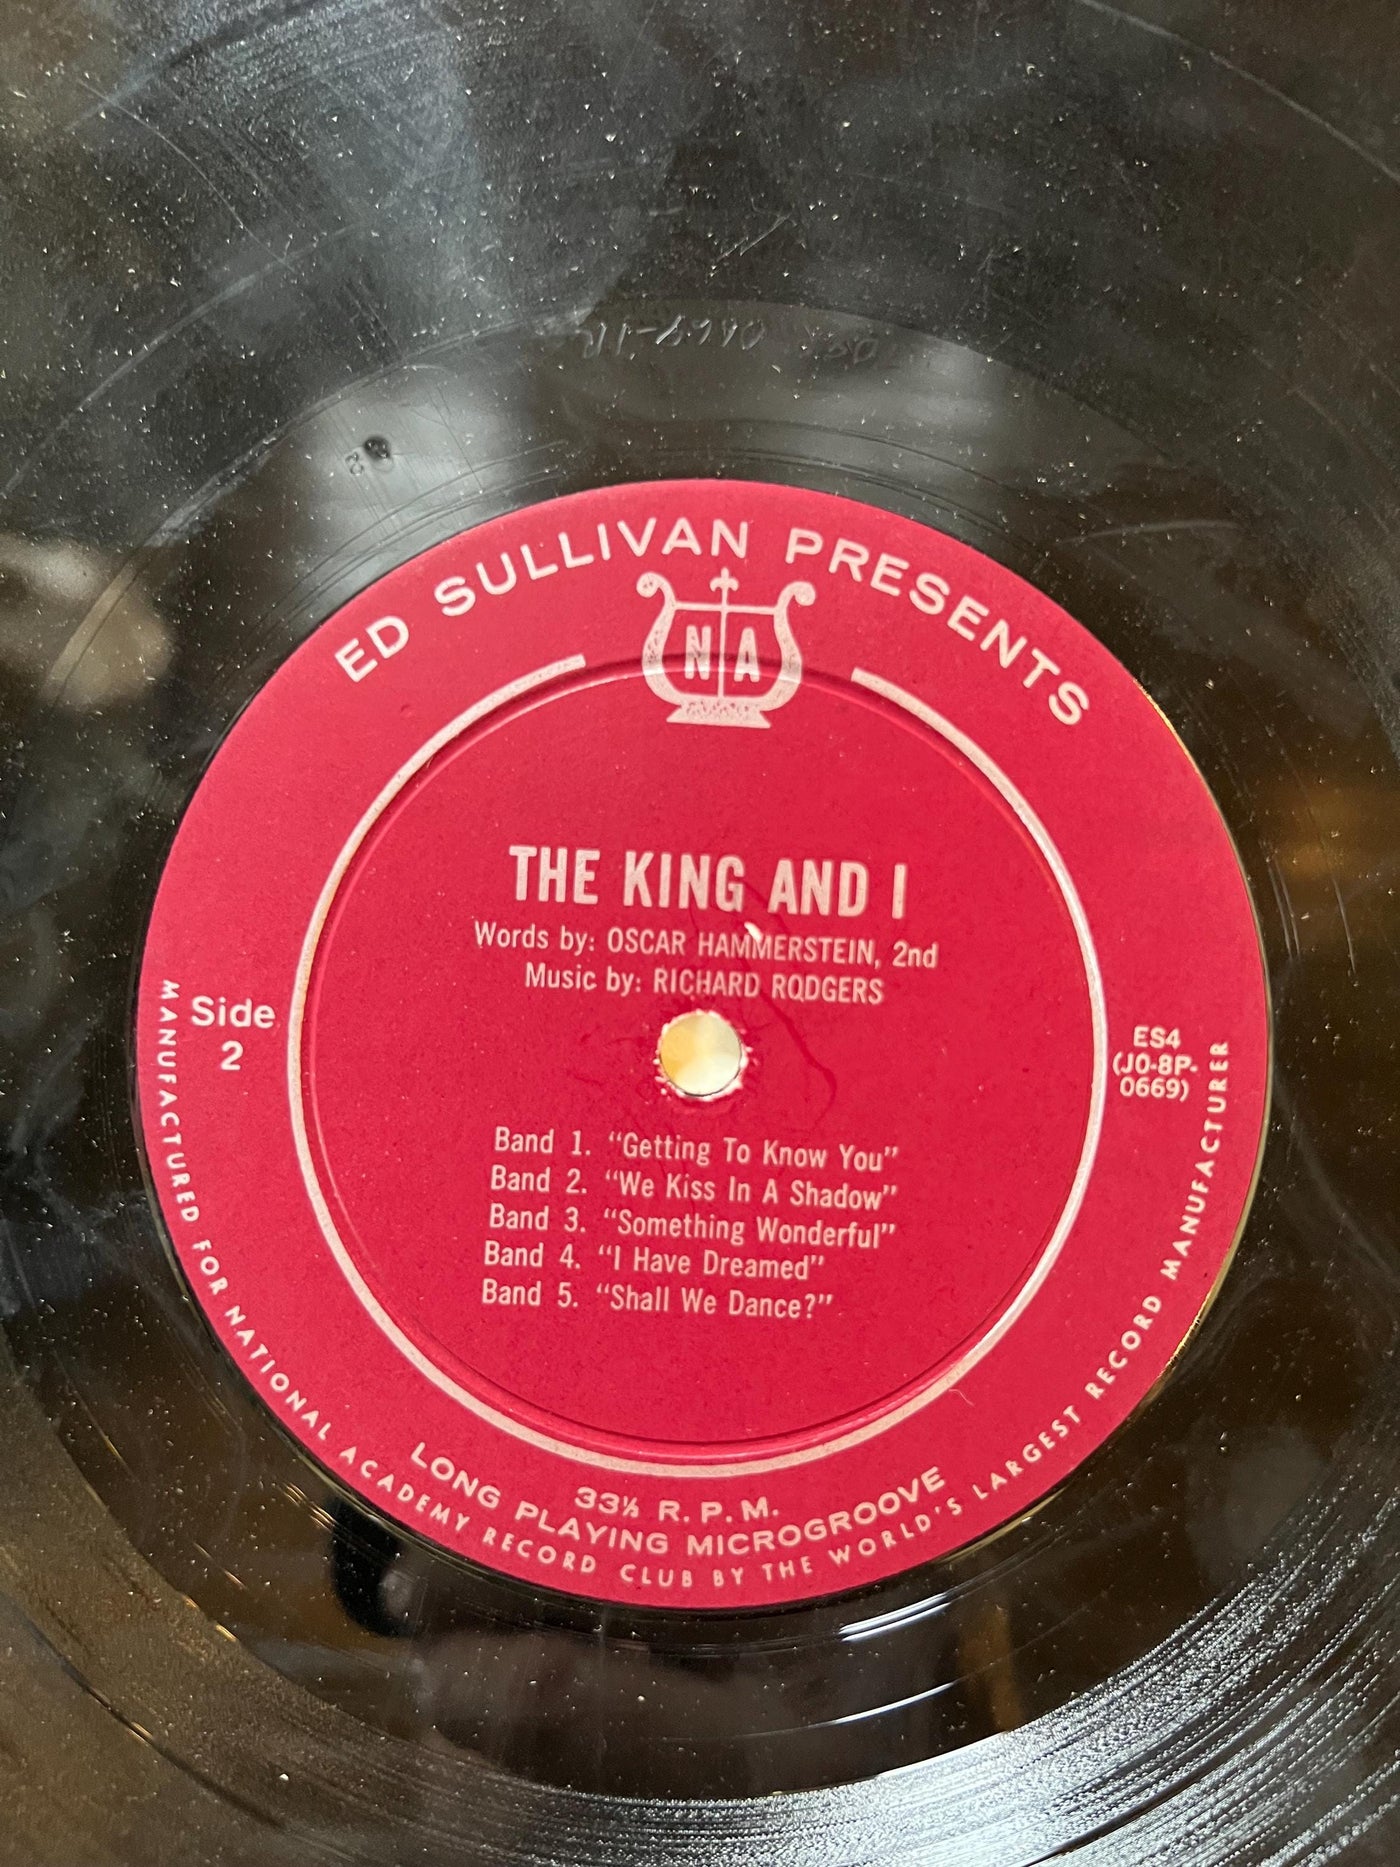 ED SULLIVAN PRESENTS
N A
THE KING AND I
Words by: OSCAR HAMMERSTEIN, 2nd
Music by: RICHARD RODGERS
Side
2
ES4
(J0-8P-
0669)
Band 1. "Getting To Know You"
Band 2. "We Kiss In A Shadow"
Band 3. "Something Wonderful"
Band 4. "I Have Dreamed"
Band 5. "Shall We Dance?"
33⅓ R.P.M.
LONG PLAYING MICROGROOVE
MANUFACTURED FOR NATIONAL ACADEMY RECORD CLUB BY THE WORLD'S LARGEST RECORD MANUFACTURER